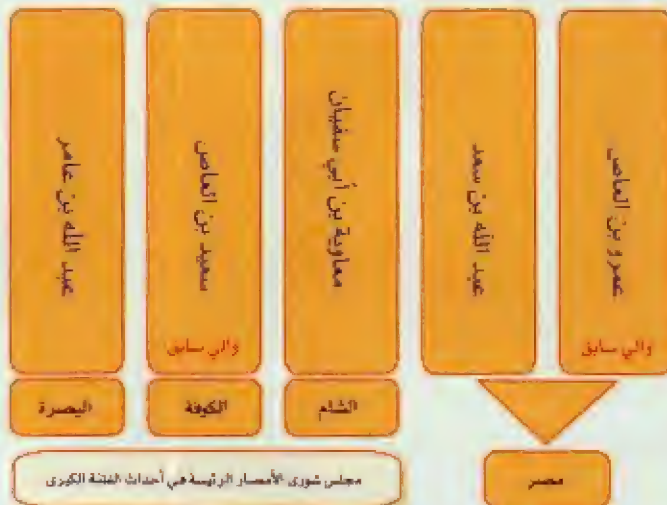 عمرو بن العاص
والي سابق
عبد الله بن سعد
معاوية بن أبي سفيان
سعيد بن العاص
والي سابق
عبد الله بن عامر
مصر
الشام
الكوفة
البصرة
مجلس شورى الأمصار الرئيسة في أحداث الفتنة الكبرى